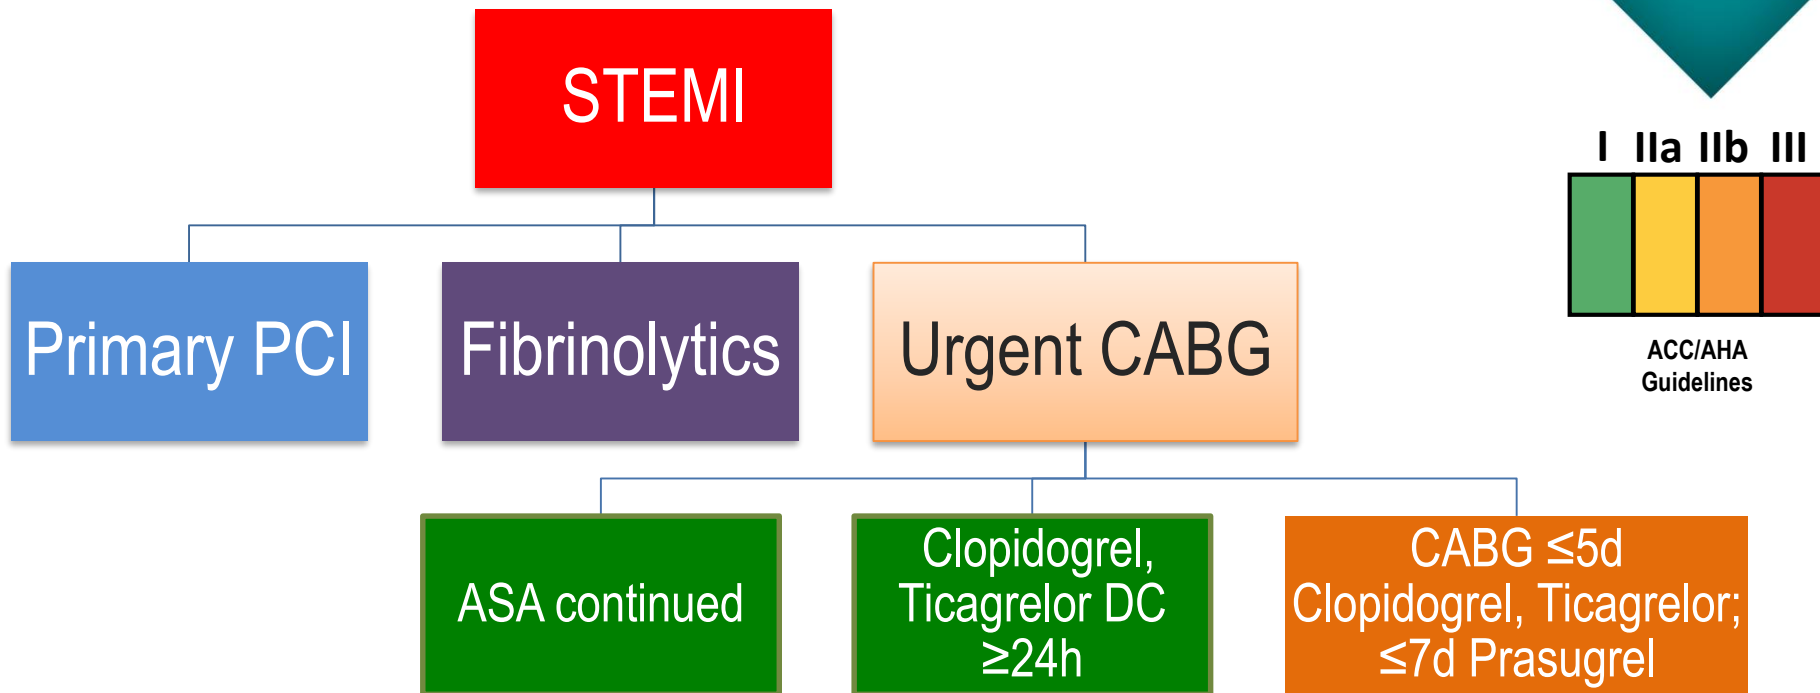 STEMI
I IIa IIb III
ACC/AHA
Guidelines
Primary PCI
Fibrinolytics
Urgent CABG
ASA continued
Clopidogrel,
Ticagrelor DC
≥24h
CABG ≤5d
Clopidogrel, Ticagrelor;
≤7d Prasugrel